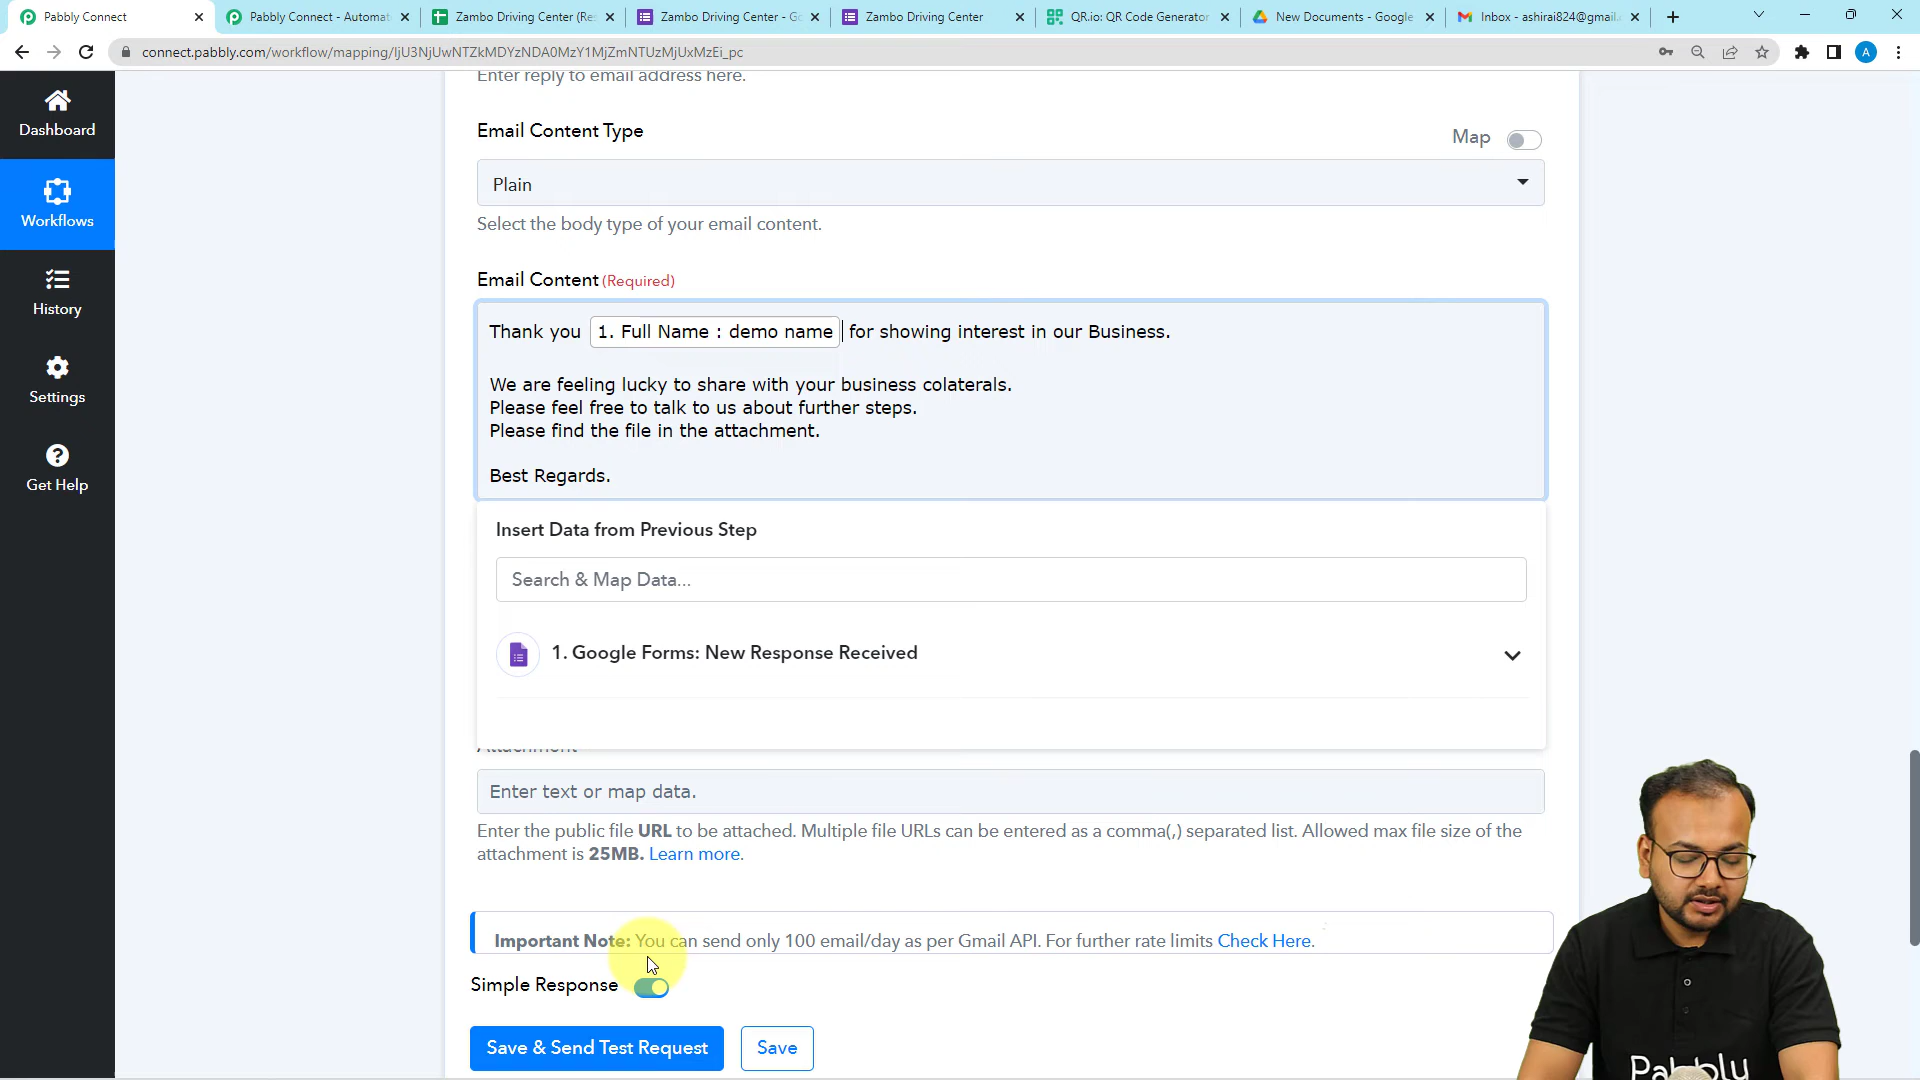 Pabbly Connect
Pabbly Connect - Automat
Zambo Driving Center (Re
Zambo Driving Center - Go
Zambo Driving Center
QR.io: QR Code Generator
New Documents - Google
Inbox - ashirai824@gmail.
connect.pabbly.com/workflow/mapping/IjU3NjUwNTZkMDYzNDA0MzY1MjZmNTUzMjUxMzEi_pc
A
Dashboard
Workflows
History
Settings
Get Help
Enter reply to email address here.
Email Content Type
Map
Plain
Select the body type of your email content.
Email Content (Required)
Thank you 1. Full Name : demo name for showing interest in our Business.
We are feeling lucky to share with your business colaterals.
Please feel free to talk to us about further steps.
Please find the file in the attachment.
Best Regards.
Insert Data from Previous Step
Search & Map Data...
1. Google Forms: New Response Received
Attachment
Enter text or map data.
Enter the public file URL to be attached. Multiple file URLs can be entered as a comma(,) separated list. Allowed max file size of the
attachment is 25MB. Learn more.
Important Note: You can send only 100 email/day as per Gmail API. For further rate limits Check Here.
Simple Response
Save & Send Test Request
Save
Pabbly